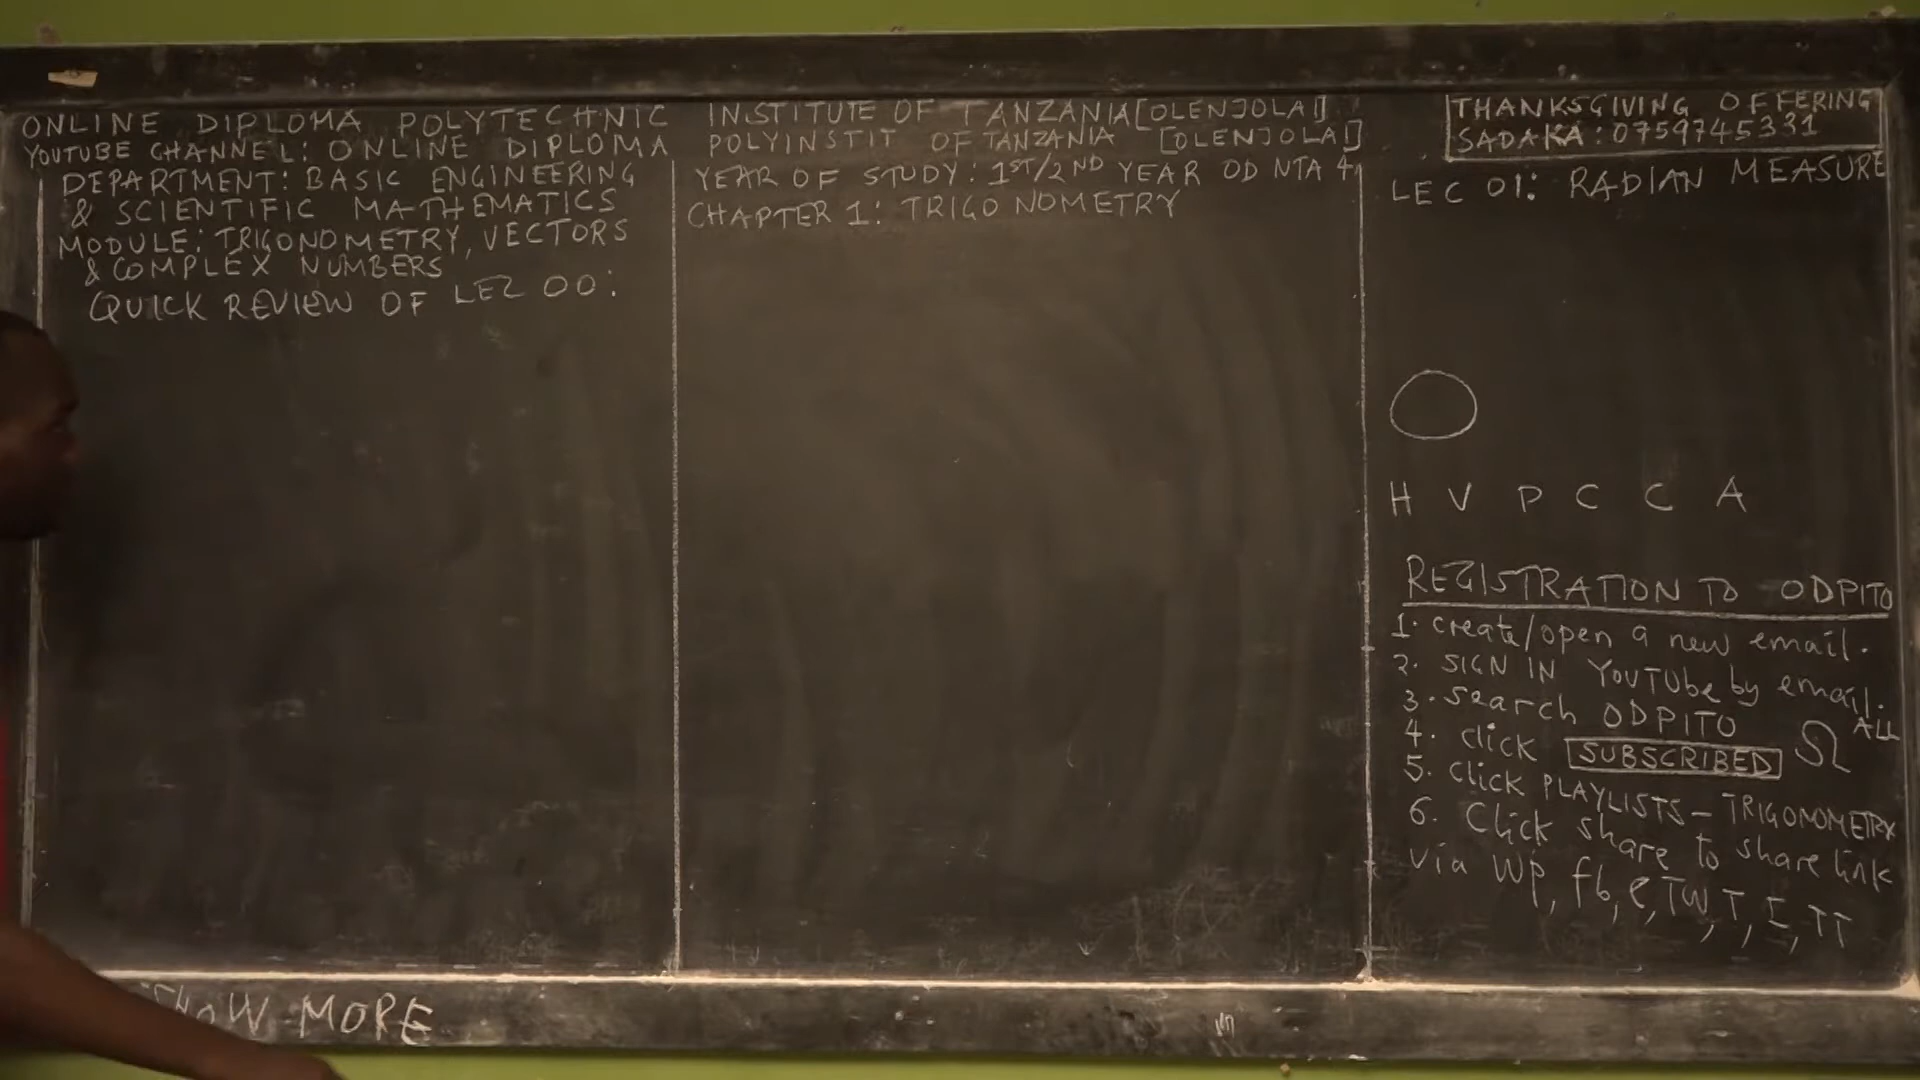 ONLINE DIPLOMA POLYTECHNIC INSTITUTE OF TANZANIA [OLENJOLAI]
YOUTUBE CHANNEL: ONLINE DIPLOMA POLYINSTIT OF TANZANIA [OLENJOLAI]
DEPARTMENT: BASIC ENGINEERING
& SCIENTIFIC MATHEMATICS
MODULE: TRIGONOMETRY, VECTORS
& COMPLEX NUMBERS
QUICK REVIEW OF LEC 00:
YEAR OF STUDY: 1ST/2ND YEAR OD NTA 4
CHAPTER 1: TRIGONOMETRY
THANKSGIVING OFFERING
SADAKA: 0759745331
LEC 01: RADIAN MEASURE
H V P C C A
REGISTRATION TO ODPITO
1. create/open a new email.
2. SIGN IN YouTUbe by email.
3. Search ODPITO
4. click SUBSCRIBED ALL
5. click PLAYLISTS - TRIGONOMETRY
6. Click share to share link
via Wp, fb, e, TW, T, I, TT
SHOW MORE